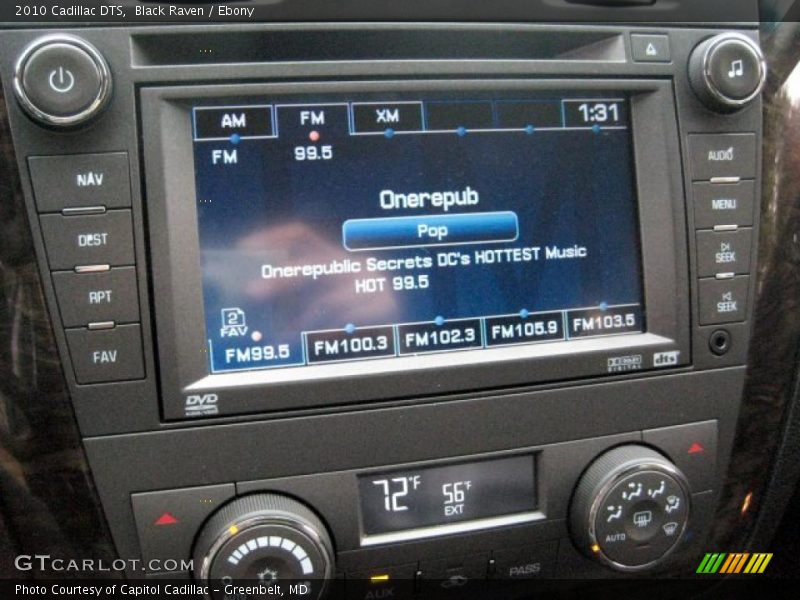 2010 Cadillac DTS, Black Raven / Ebony
AM FM XM 1:31
FM 99.5
NAV
DEST
RPT
FAV
AUDIO
MENU
SEEK
SEEK
Onerepub
Pop
Onerepublic Secrets DC's HOTTEST Music
HOT 99.5
2
FAV
FM99.5 FM100.3 FM102.3 FM105.9 FM103.5
DVD
DOLBY
DIGITAL
dts
72°F 56°F
EXT
AUTO
AUX
PASS
GTCARLOT.COM
Photo Courtesy of Capitol Cadillac - Greenbelt, MD